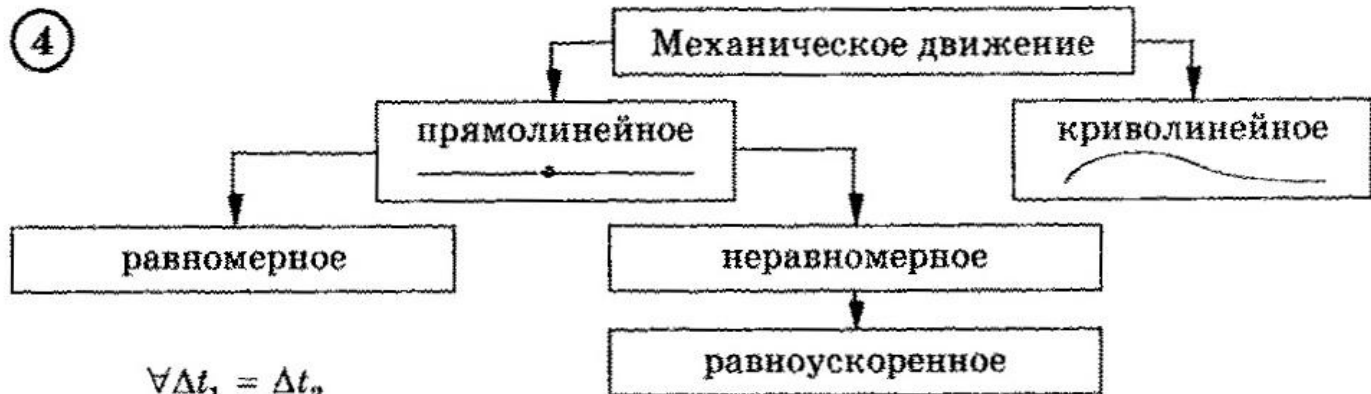 4
Механическое движение
прямолинейное
криволинейное
равномерное
неравномерное
равноускоренное
∀Δt₁ = Δt₂